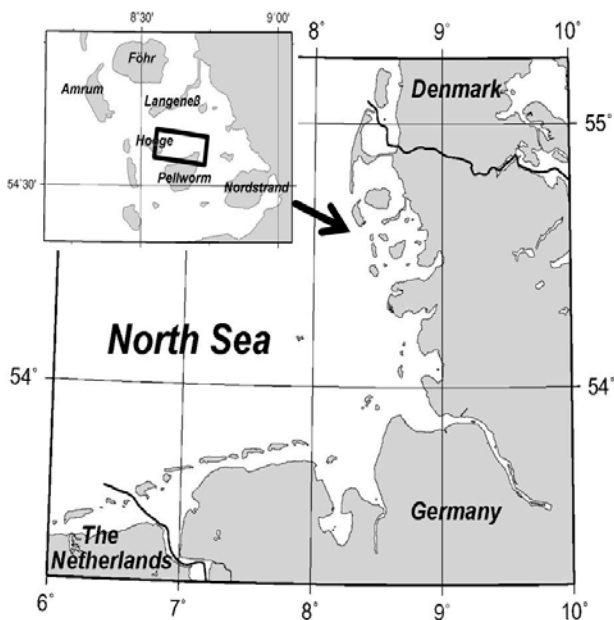 8°30'
9°00'
Föhr
Amrum
Langeneß
Hooge
54°30'
Pellworm
Nordstrand
8°
9°
10°
Denmark
55°
North Sea
54°
54°
Germany
The
Netherlands
6°
7°
8°
9°
10°